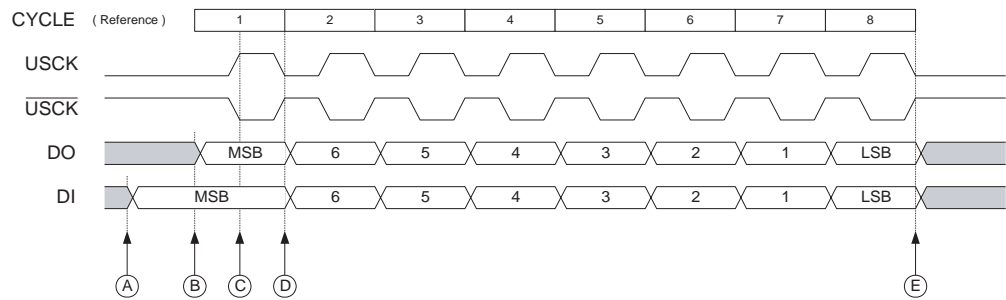 CYCLE ( Reference ) 1 2 3 4 5 6 7 8
USCK
USCK
DO MSB 6 5 4 3 2 1 LSB
DI MSB 6 5 4 3 2 1 LSB
A B C D E